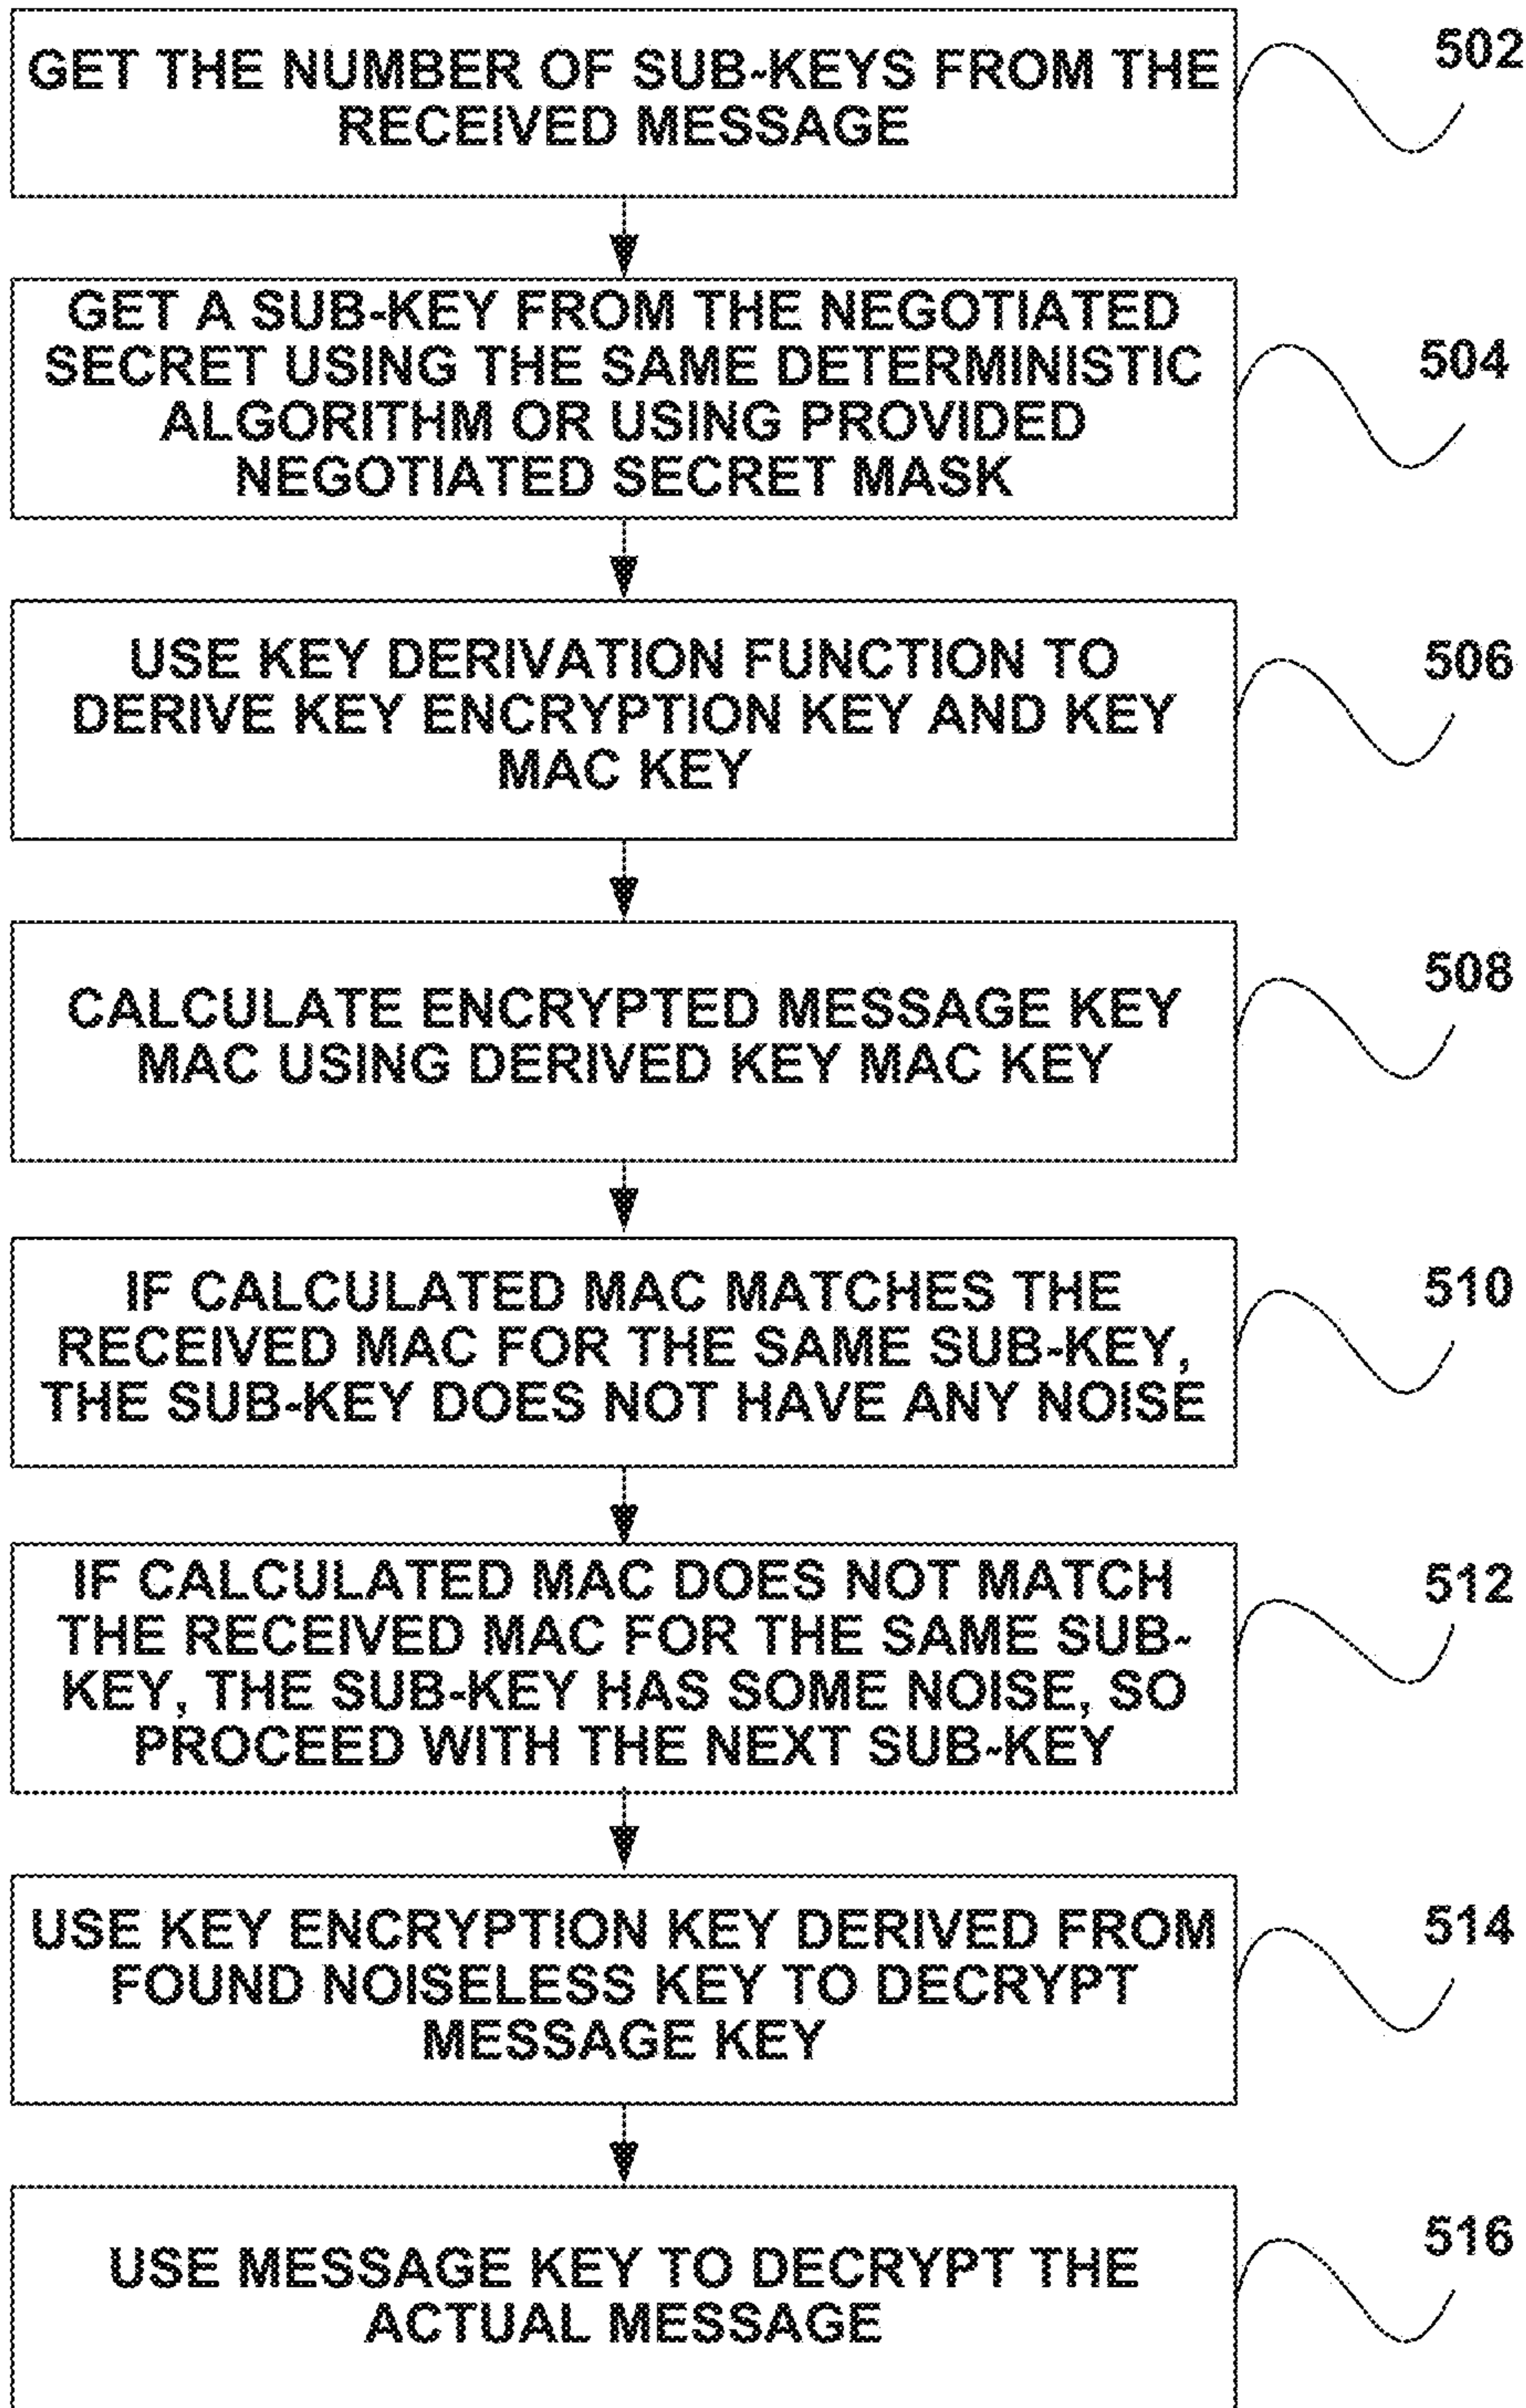 GET THE NUMBER OF SUB-KEYS FROM THE
RECEIVED MESSAGE
502
GET A SUB-KEY FROM THE NEGOTIATED
SECRET USING THE SAME DETERMINISTIC
ALGORITHM OR USING PROVIDED
NEGOTIATED SECRET MASK
504
USE KEY DERIVATION FUNCTION TO
DERIVE KEY ENCRYPTION KEY AND KEY
MAC KEY
506
CALCULATE ENCRYPTED MESSAGE KEY
MAC USING DERIVED KEY MAC KEY
508
IF CALCULATED MAC MATCHES THE
RECEIVED MAC FOR THE SAME SUB-KEY,
THE SUB-KEY DOES NOT HAVE ANY NOISE
510
IF CALCULATED MAC DOES NOT MATCH
THE RECEIVED MAC FOR THE SAME SUB-
KEY, THE SUB-KEY HAS SOME NOISE, SO
PROCEED WITH THE NEXT SUB-KEY
512
USE KEY ENCRYPTION KEY DERIVED FROM
FOUND NOISELESS KEY TO DECRYPT
MESSAGE KEY
514
USE MESSAGE KEY TO DECRYPT THE
ACTUAL MESSAGE
516